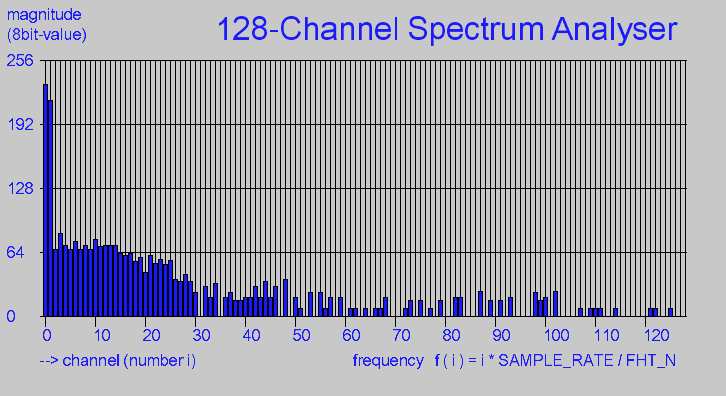 magnitude
(8bit-value)
128-Channel Spectrum Analyser
256
192
128
64
0
0 10 20 30 40 50 60 70 80 90 100 110 120
--> channel (number i) frequency f ( i ) = i * SAMPLE_RATE / FHT_N